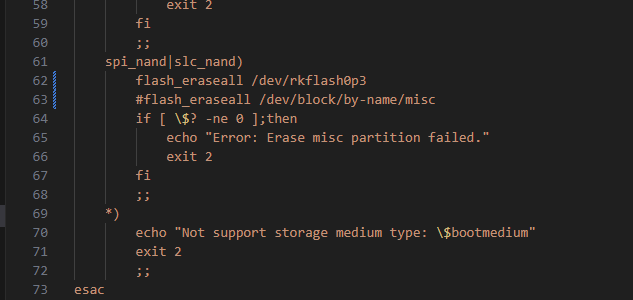 58 exit 2
59 fi
60 ;;
61 spi_nand|slc_nand)
62 flash_eraseall /dev/rkflash0p3
63 #flash_eraseall /dev/block/by-name/misc
64 if [ \$? -ne 0 ];then
65 echo "Error: Erase misc partition failed."
66 exit 2
67 fi
68 ;;
69 *)
70 echo "Not support storage medium type: \$bootmedium"
71 exit 2
72 ;;
73 esac